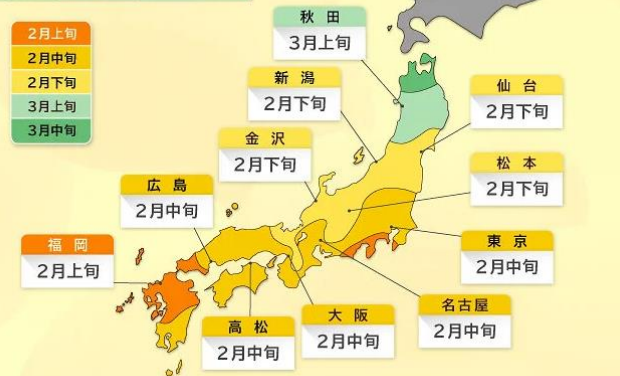 2月上旬
2月中旬
2月下旬
3月上旬
3月中旬
秋田
3月上旬
新潟
2月下旬
仙台
2月下旬
金沢
2月下旬
松本
2月下旬
広島
2月中旬
東京
2月中旬
福岡
2月上旬
名古屋
2月中旬
大阪
2月中旬
高松
2月中旬